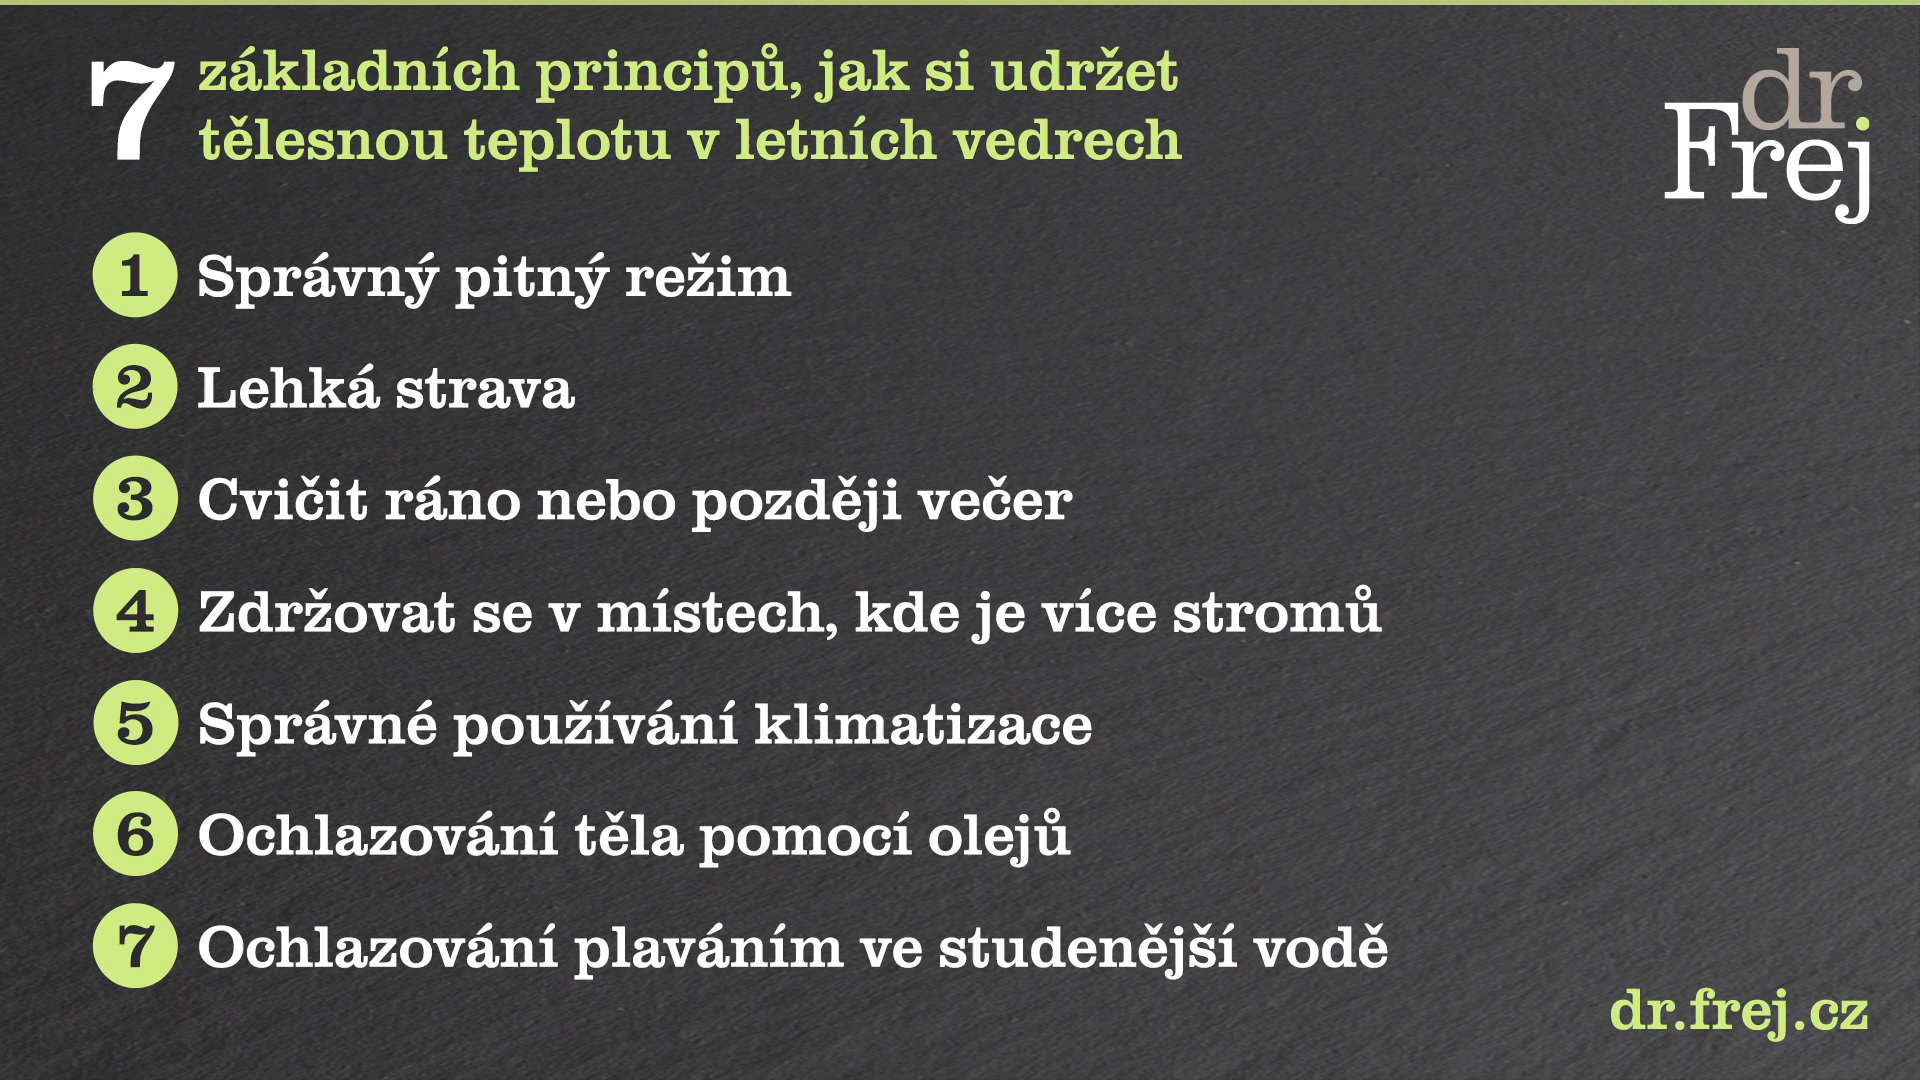 7 základních principů, jak si udržet
tělesnou teplotu v letních vedrech
dr.
Frej
1 Správný pitný režim
2 Lehká strava
3 Cvičit ráno nebo později večer
4 Zdržovat se v místech, kde je více stromů
5 Správné používání klimatizace
6 Ochlazování těla pomocí olejů
7 Ochlazování plaváním ve studenější vodě
dr.frej.cz